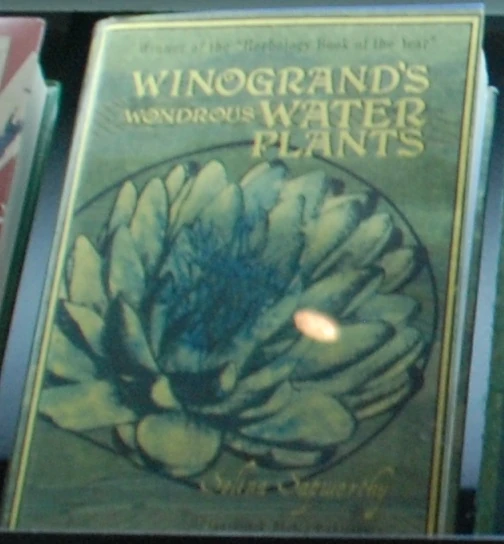 Winner of the "Herbology Book of the Year"
WINOGRAND'S
WONDROUS WATER
PLANTS
Selina Sapworthy